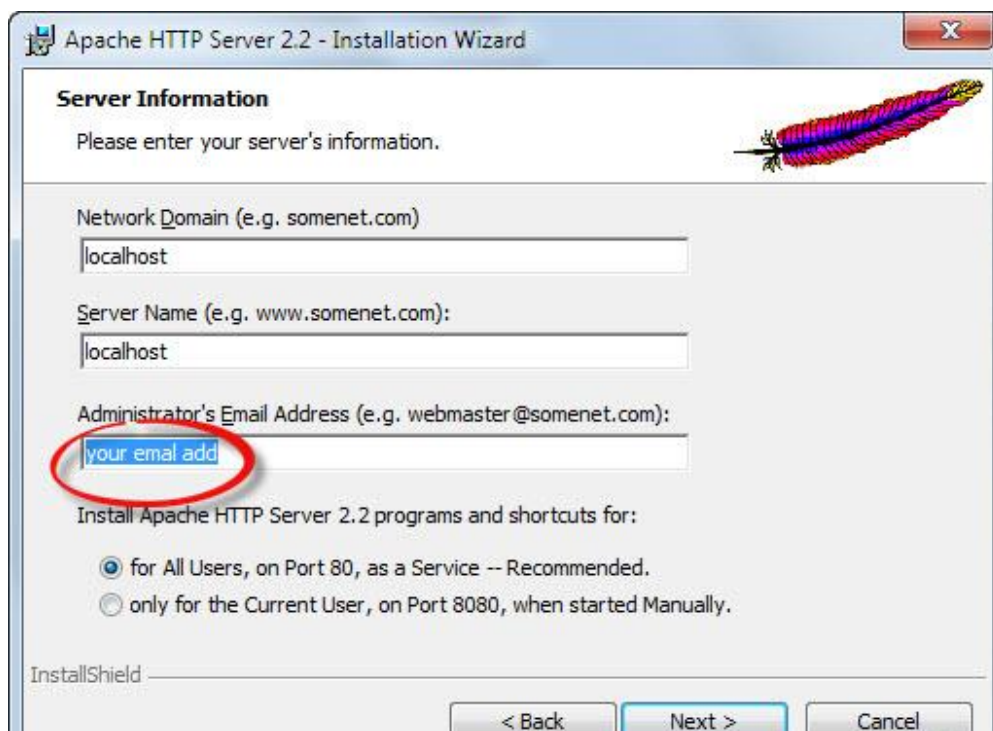 Apache HTTP Server 2.2 - Installation Wizard
Server Information
Please enter your server's information.
Network Domain (e.g. somenet.com)
localhost
Server Name (e.g. www.somenet.com):
localhost
Administrator's Email Address (e.g. webmaster@somenet.com):
your emal add
Install Apache HTTP Server 2.2 programs and shortcuts for:
for All Users, on Port 80, as a Service -- Recommended.
only for the Current User, on Port 8080, when started Manually.
InstallShield
< Back Next > Cancel